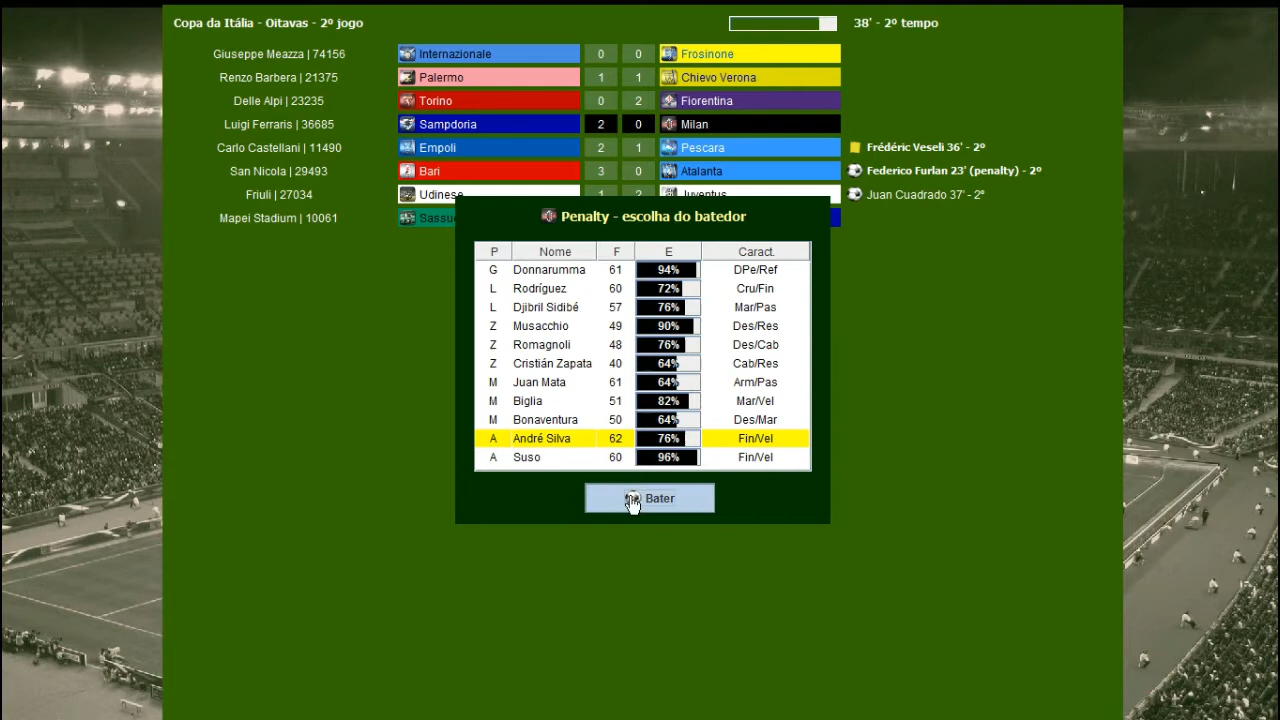 Copa da Itália - Oitavas - 2º jogo
38' - 2º tempo
Giuseppe Meazza | 74156 Internazionale 0 0 Frosinone
Renzo Barbera | 21375 Palermo 1 1 Chievo Verona
Delle Alpi | 23235 Torino 0 2 Fiorentina
Luigi Ferraris | 36685 Sampdoria 2 0 Milan
Carlo Castellani | 11490 Empoli 2 1 Pescara Frédéric Veseli 36' - 2º
San Nicola | 29493 Bari 3 0 Atalanta Federico Furlan 23' (penalty) - 2º
Friuli | 27034 Udinese 1 2 Juventus Juan Cuadrado 37' - 2º
Mapei Stadium | 10061 Sassu
Penalty - escolha do batedor
P Nome F E Caract.
G Donnarumma 61 94% DPe/Ref
L Rodríguez 60 72% Cru/Fin
L Djibril Sidibé 57 76% Mar/Pas
Z Musacchio 49 90% Des/Res
Z Romagnoli 48 76% Des/Cab
Z Cristián Zapata 40 64% Cab/Res
M Juan Mata 61 64% Arm/Pas
M Biglia 51 82% Mar/Vel
M Bonaventura 50 64% Des/Mar
A André Silva 62 76% Fin/Vel
A Suso 60 96% Fin/Vel
Bater